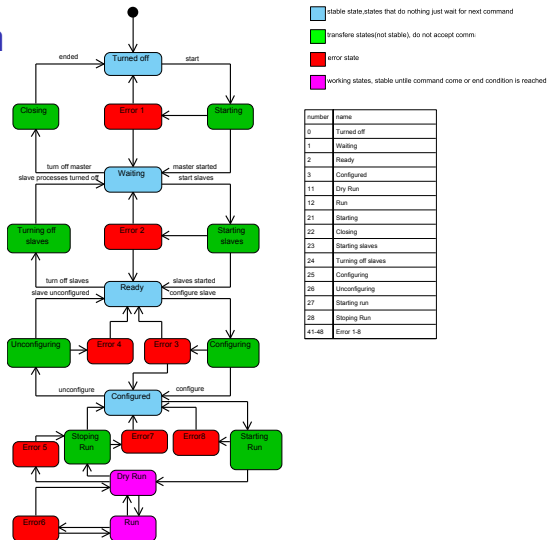 ended
Turned off
start
Closing
Error 1
Starting
turn off master
master started
slave processes turned off
Waiting
start slaves
Turning off
slaves
Error 2
Starting
slaves
turn off slaves
slaves started
slave unconfigured
Ready
configure slave
Unconfiguring
Error 4
Error 3
Configuring
unconfigure
configure
Configured
Error 5
Stoping
Run
Error7
Error8
Starting
Run
Dry Run
Error6
Run
stable state,states that do nothing just wait for next command
transfere states(not stable), do not accept comm.
error state
working states, stable untile command come or end condition is reached
number name
0 Turned off
1 Waiting
2 Ready
3 Configured
11 Dry Run
12 Run
21 Starting
22 Closing
23 Starting slaves
24 Turning off slaves
25 Configuring
26 Unconfiguring
27 Starting run
28 Stoping Run
41-48 Error 1-8